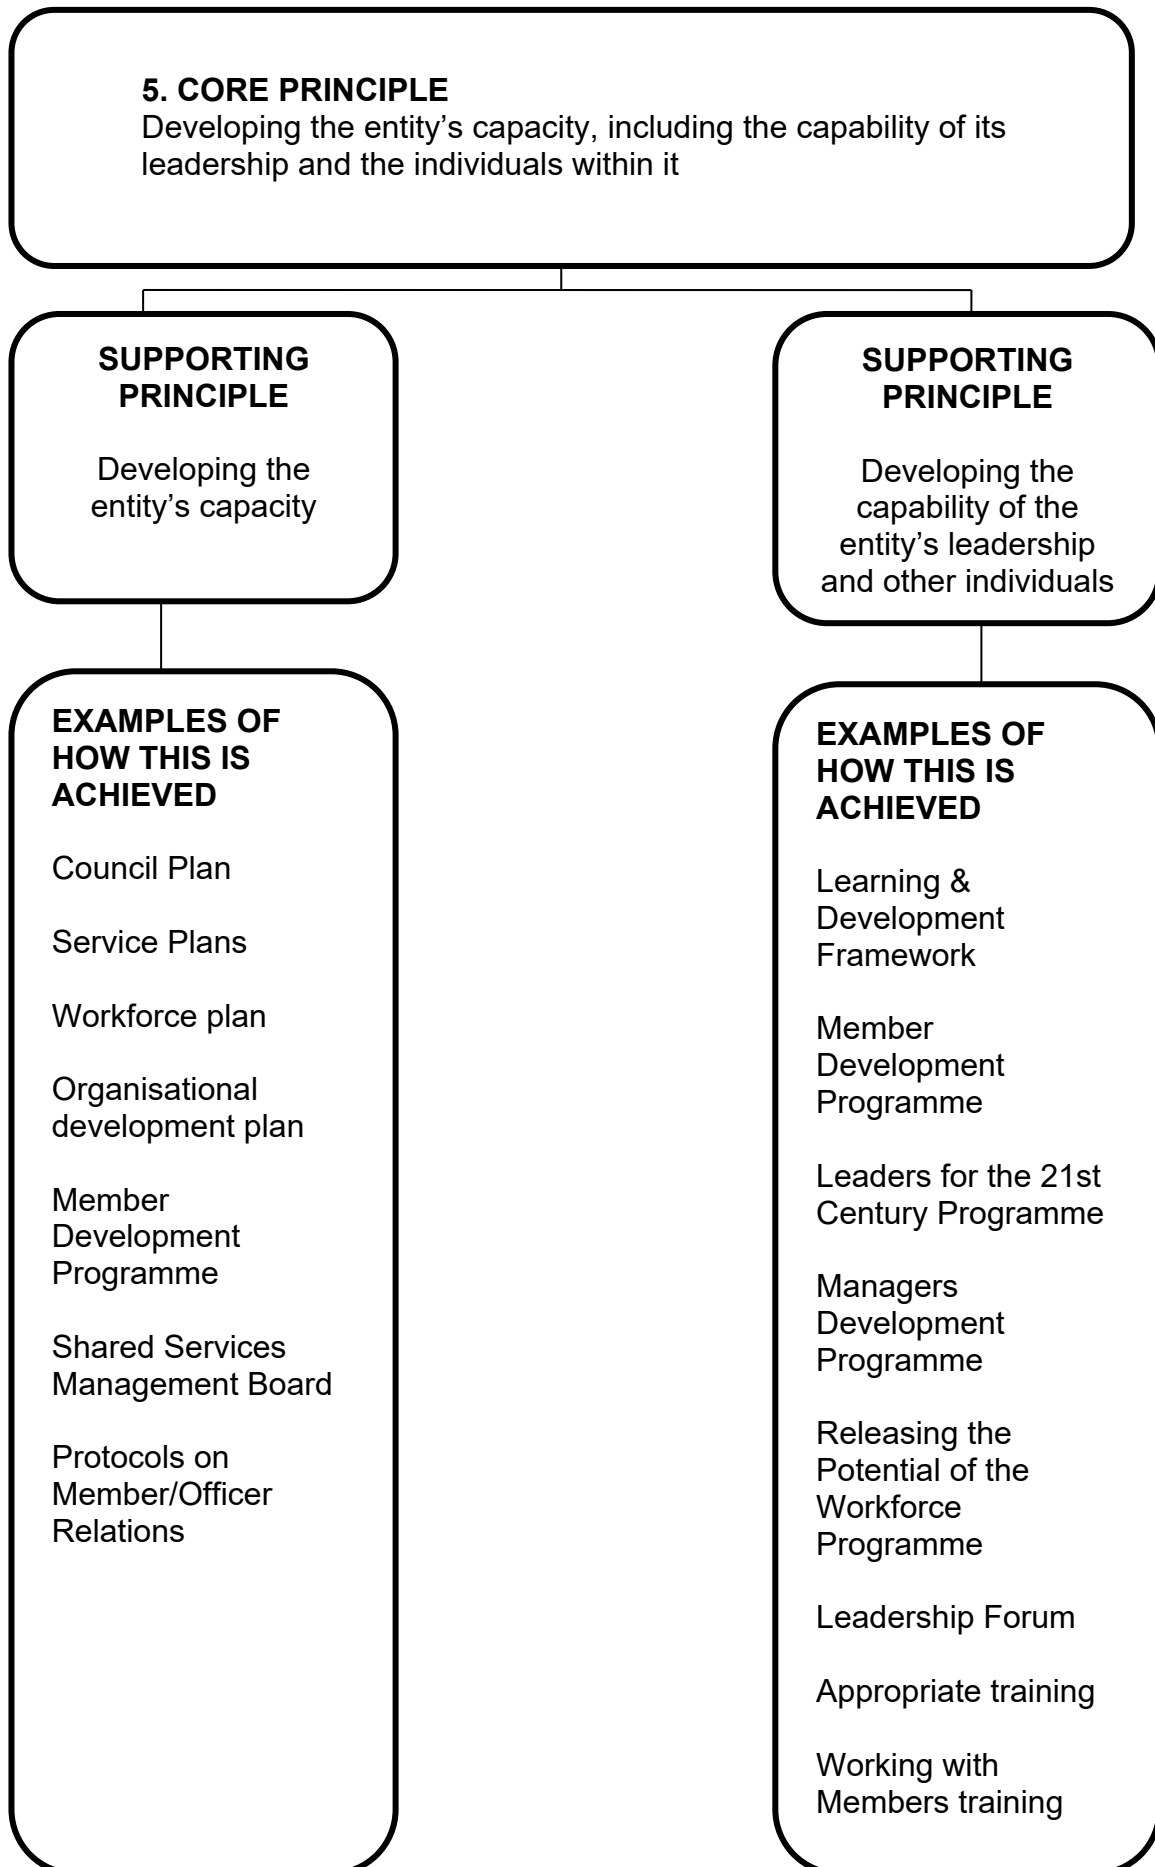 5. CORE PRINCIPLE
Developing the entity’s capacity, including the capability of its
leadership and the individuals within it
SUPPORTING
PRINCIPLE
Developing the
entity’s capacity
SUPPORTING
PRINCIPLE
Developing the
capability of the
entity’s leadership
and other individuals
EXAMPLES OF
HOW THIS IS
ACHIEVED
Council Plan
Service Plans
Workforce plan
Organisational
development plan
Member
Development
Programme
Shared Services
Management Board
Protocols on
Member/Officer
Relations
EXAMPLES OF
HOW THIS IS
ACHIEVED
Learning &
Development
Framework
Member
Development
Programme
Leaders for the 21st
Century Programme
Managers
Development
Programme
Releasing the
Potential of the
Workforce
Programme
Leadership Forum
Appropriate training
Working with
Members training